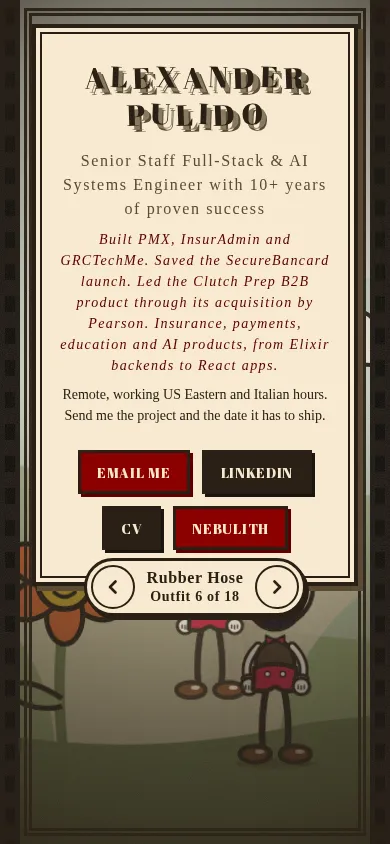 ALEXANDER
PULIDO
Senior Staff Full-Stack & AI
Systems Engineer with 10+ years
of proven success
Built PMX, InsurAdmin and
GRCTechMe. Saved the SecureBancard
launch. Led the Clutch Prep B2B
product through its acquisition by
Pearson. Insurance, payments,
education and AI products, from Elixir
backends to React apps.
Remote, working US Eastern and Italian hours.
Send me the project and the date it has to ship.
EMAIL ME
LINKEDIN
CV
NEBULITH
Rubber Hose
Outfit 6 of 18